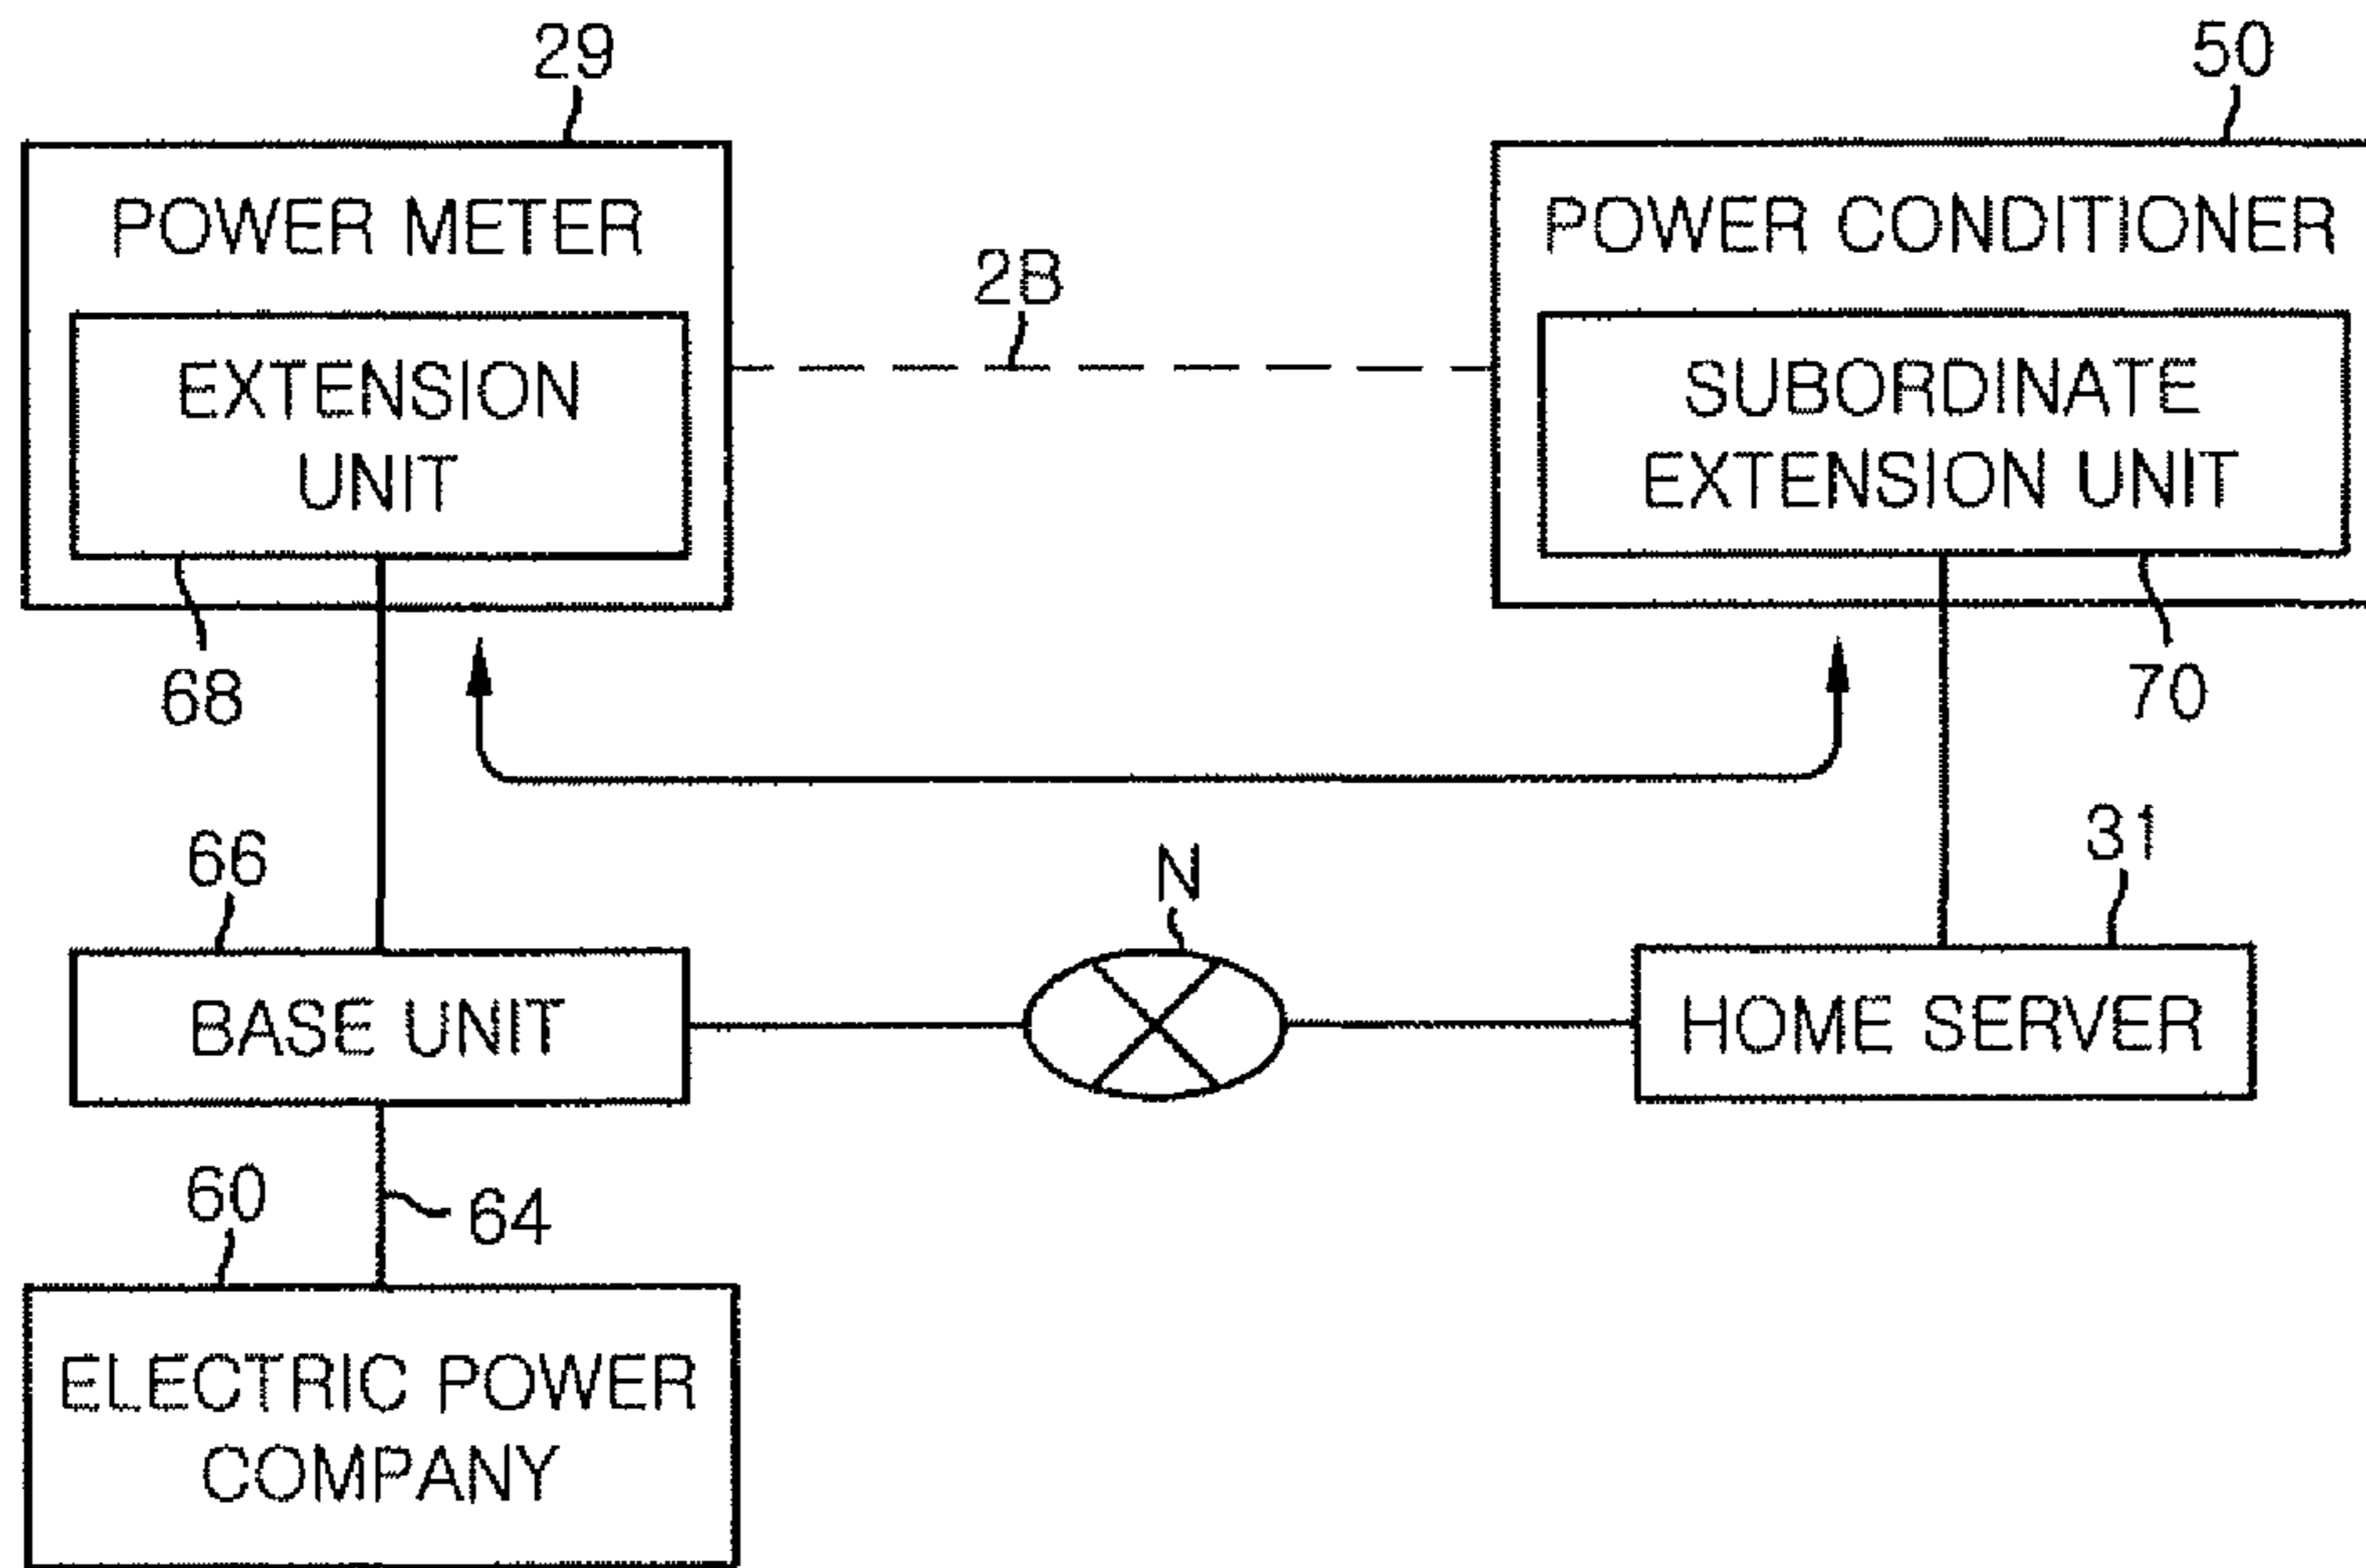 29
50
POWER METER
POWER CONDITIONER
28
EXTENSION
UNIT
SUBORDINATE
EXTENSION UNIT
68
70
66
N
31
BASE UNIT
HOME SERVER
60
64
ELECTRIC POWER
COMPANY